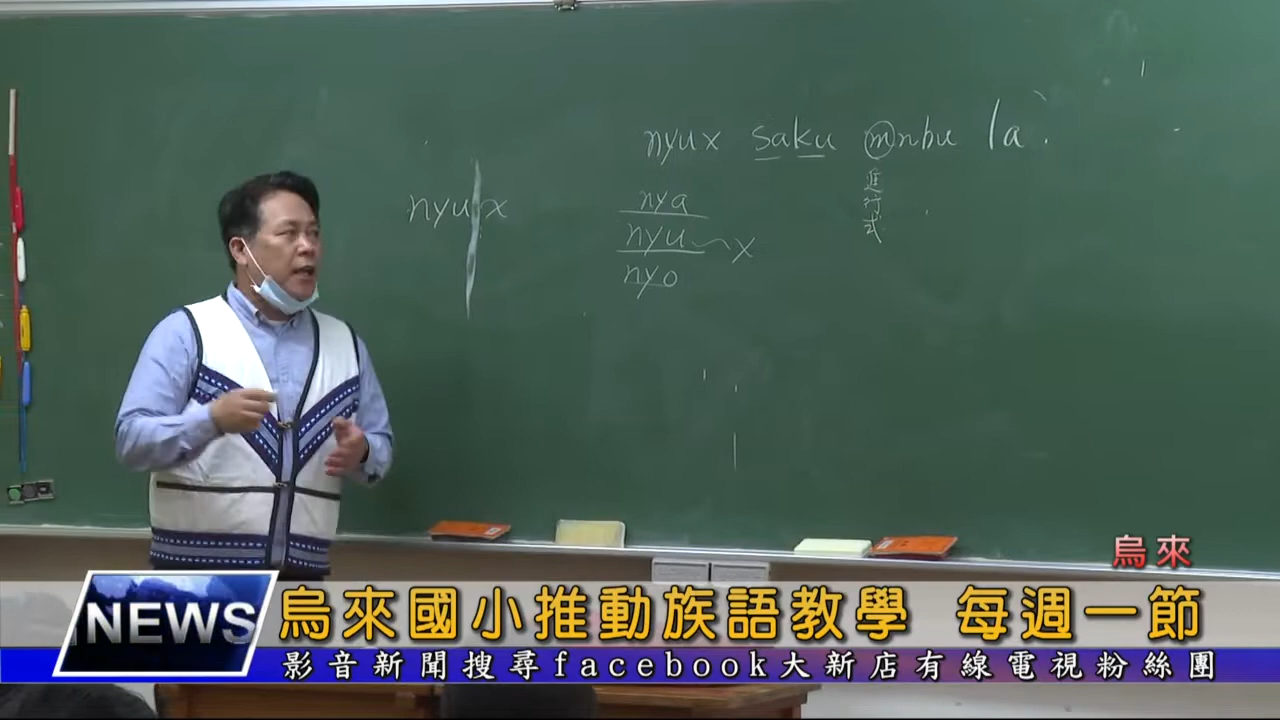 nyux saku mnbu la.
進行式
nyux
nya
nyu x
nyo
烏來
NEWS
烏來國小推動族語教學 每週一節
影音新聞搜尋facebook大新店有線電視粉絲團